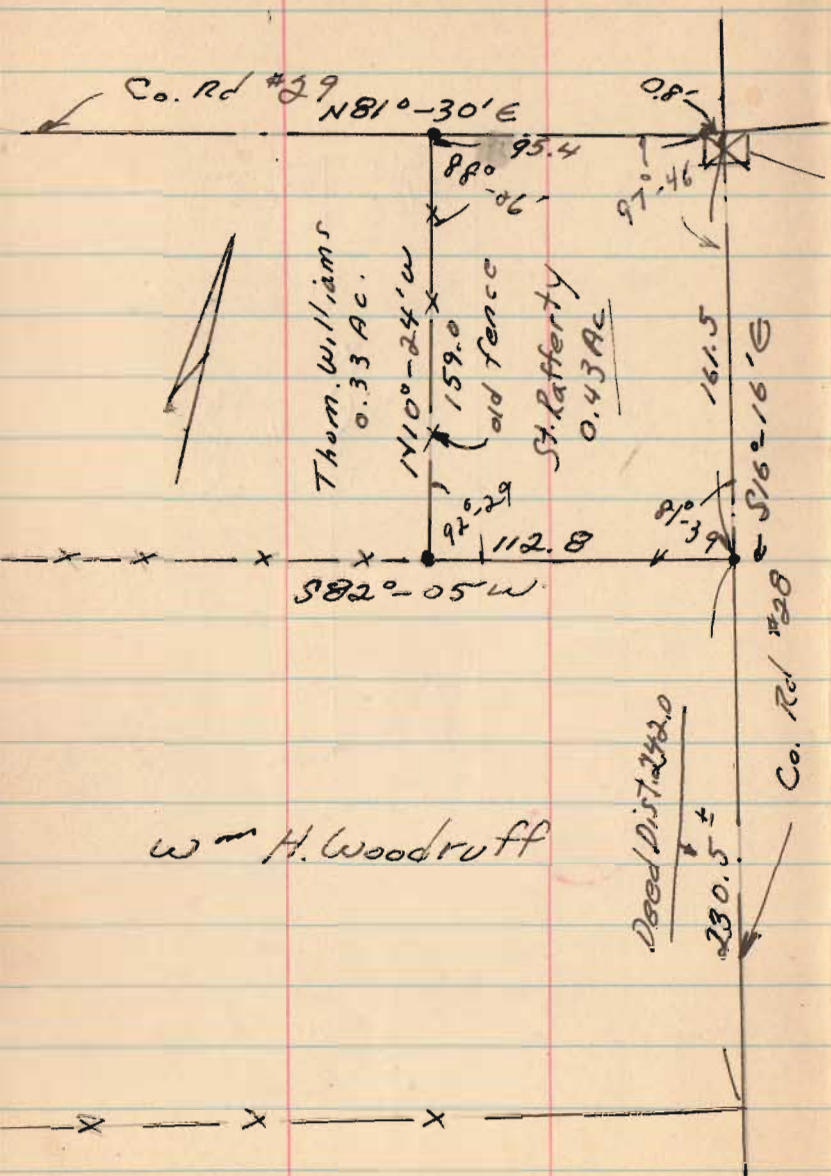 Co. Rd #29
N81°-30'E
0.8'
95.4
88°-06'
97°-46
Thom. Williams
0.33 Ac.
N10°-24'W
159.0
old fence
St. Rafferty
0.43 Ac
161.5
S16°-16'E
92°-29
81°-39
112.8
S82°-05 W
Co. Rd #28
Deed Dist. 242.0
230.5±
Wm H. Woodruff